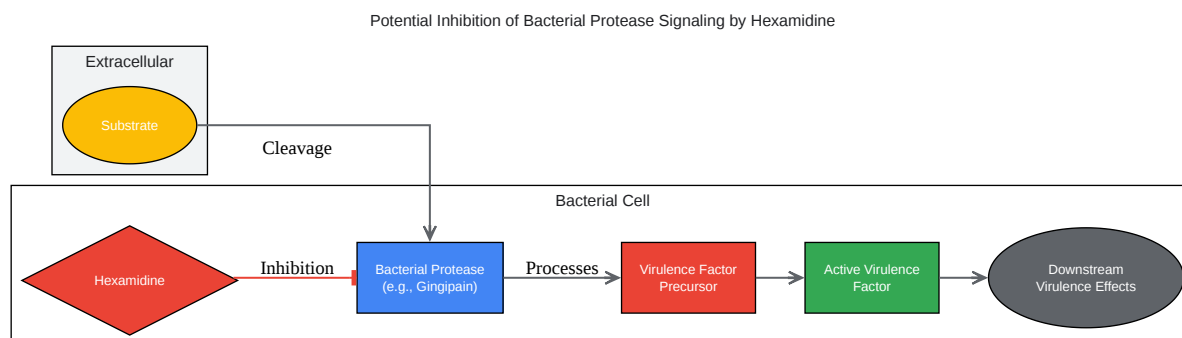 Potential Inhibition of Bacterial Protease Signaling by Hexamidine
Extracellular
Substrate
Cleavage
Bacterial Cell
Hexamidine
Inhibition
Bacterial Protease
(e.g., Gingipain)
Processes
Virulence Factor
Precursor
Active Virulence
Factor
Downstream
Virulence Effects